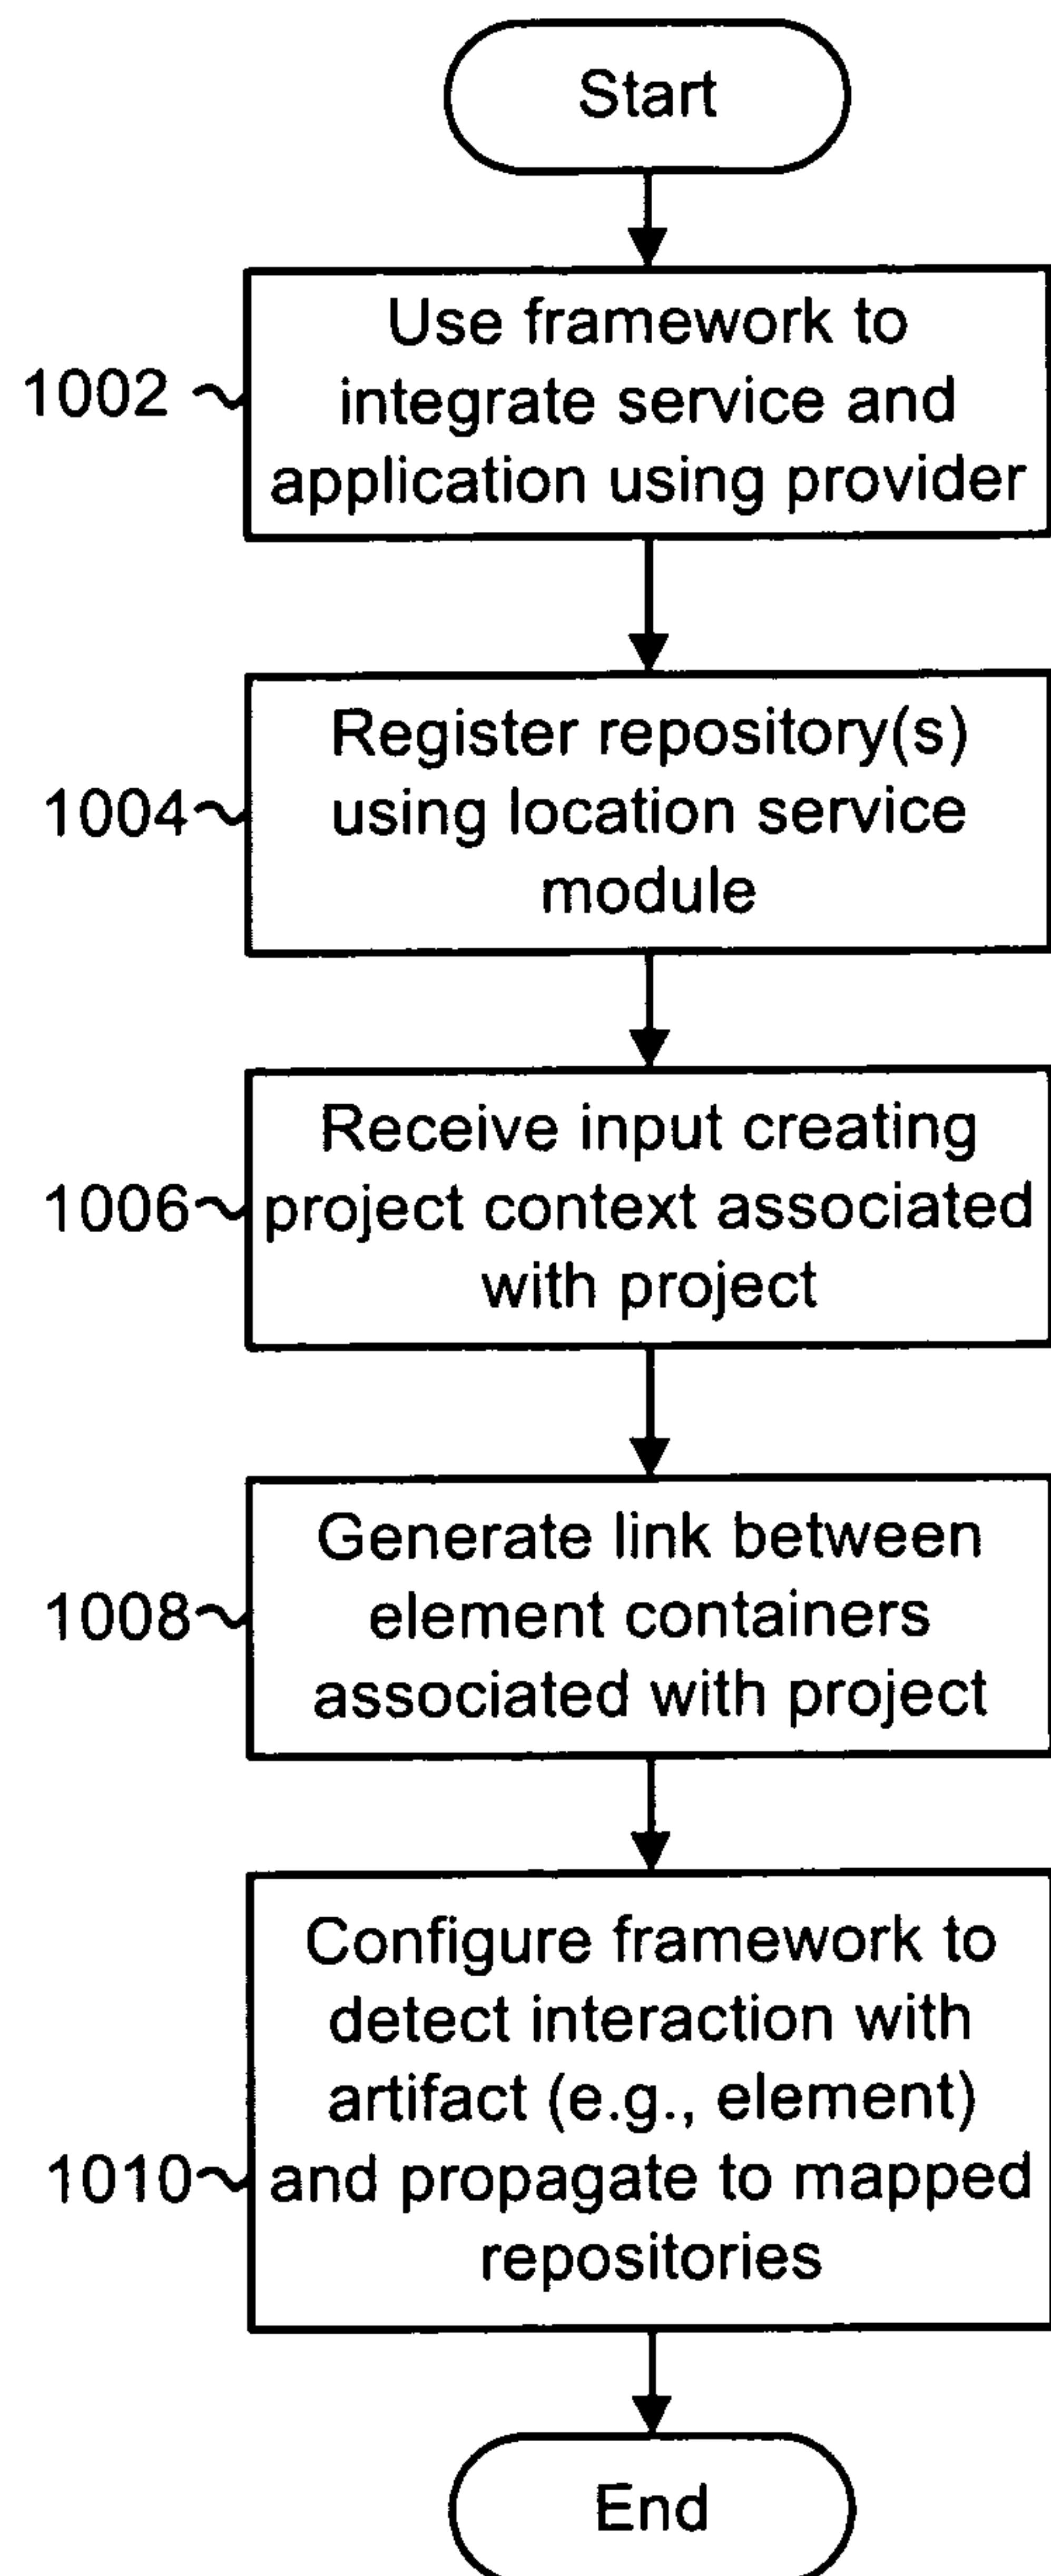 Start
Use framework to
1002
integrate service and
application using provider
Register repository(s)
1004
using location service
module
Receive input creating
1006
project context associated
with project
Generate link between
1008
element containers
associated with project
Configure framework to
detect interaction with
artifact (e.g., element)
1010
and propagate to mapped
repositories
End